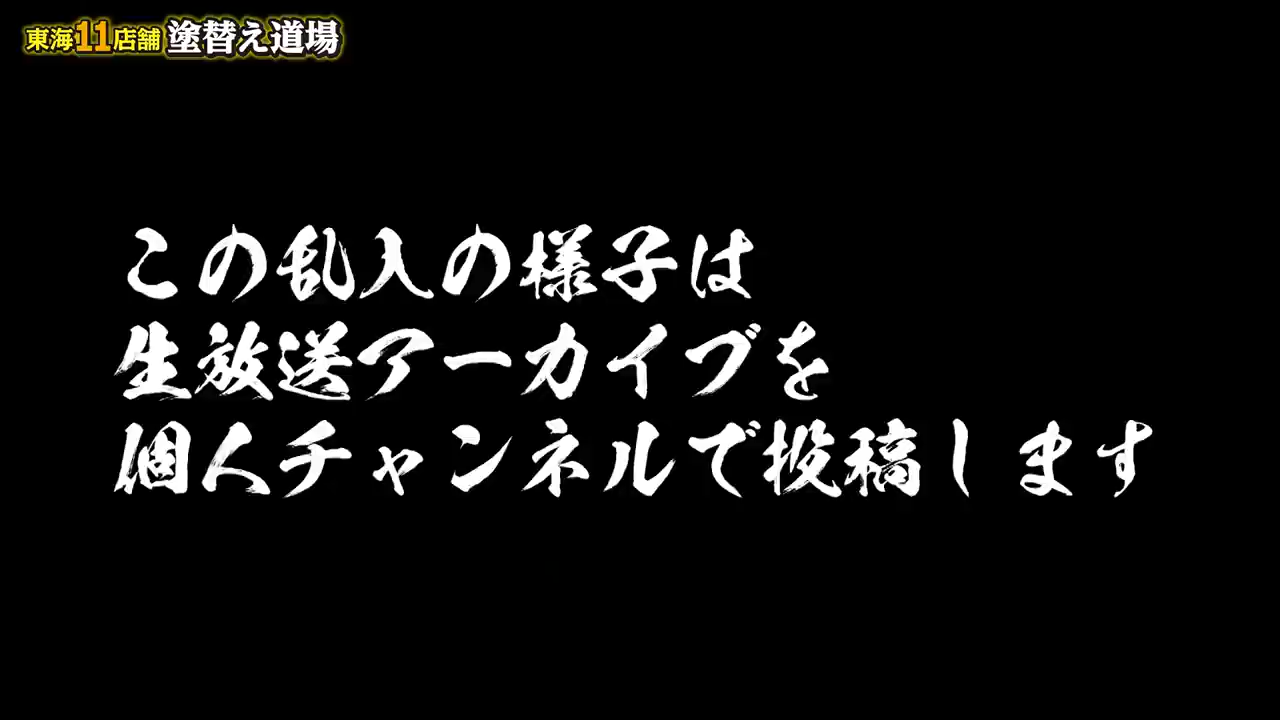 東海11店舗 塗替え道場
この乱入の様子は
生放送アーカイブを
個人チャンネルで投稿します